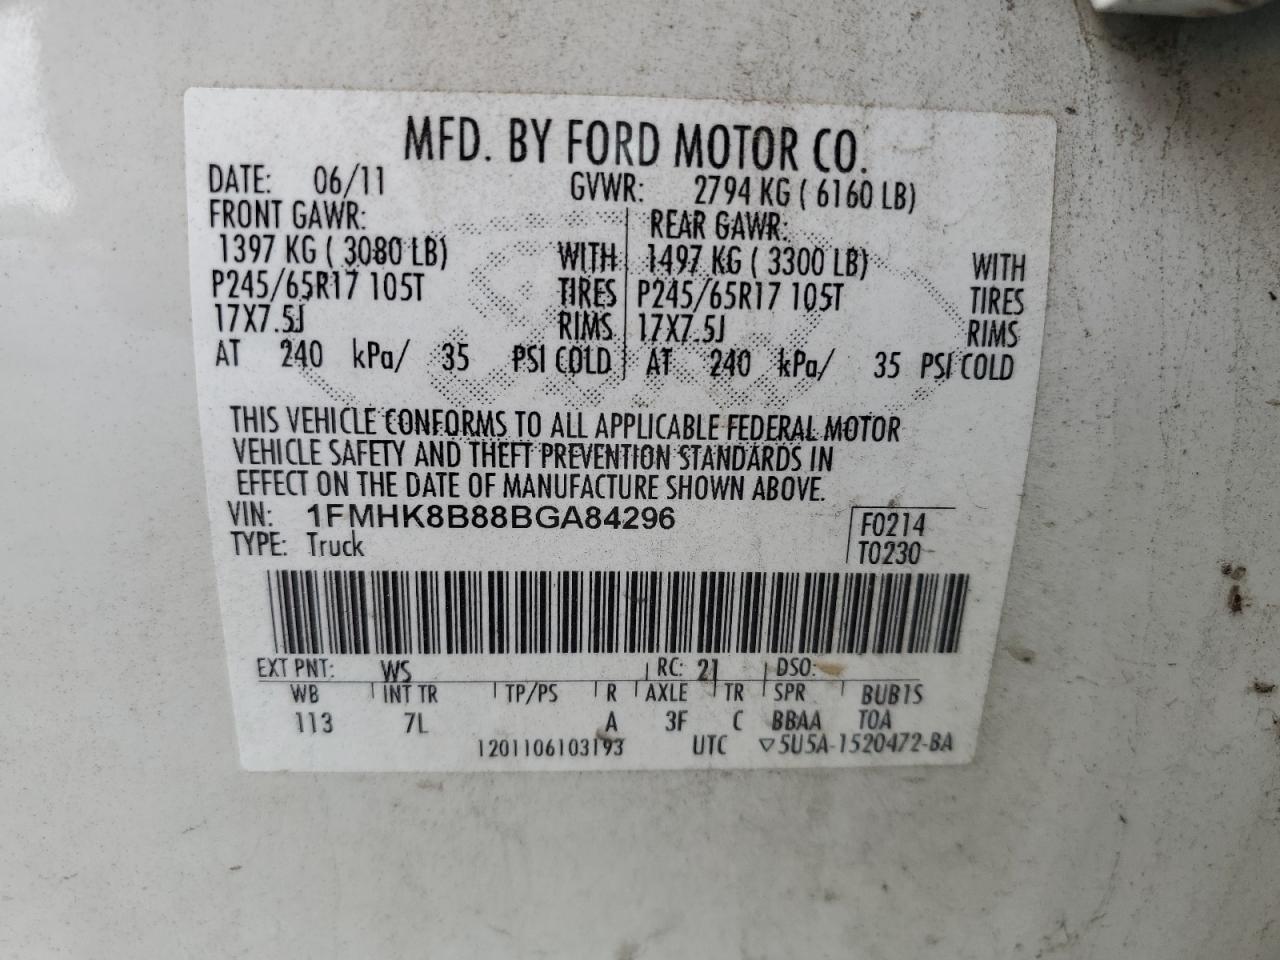 MFD. BY FORD MOTOR CO.
DATE: 06/11 GVWR: 2794 KG ( 6160 LB)
FRONT GAWR: REAR GAWR:
1397 KG ( 3080 LB) WITH 1497 KG ( 3300 LB) WITH
P245/65R17 105T TIRES P245/65R17 105T TIRES
17X7.5J RIMS 17X7.5J RIMS
AT 240 kPa/ 35 PSI COLD AT 240 kPa/ 35 PSI COLD
THIS VEHICLE CONFORMS TO ALL APPLICABLE FEDERAL MOTOR
VEHICLE SAFETY AND THEFT PREVENTION STANDARDS IN
EFFECT ON THE DATE OF MANUFACTURE SHOWN ABOVE.
VIN: 1FMHK8B88BGA84296 F0214
TYPE: Truck T0230
EXT PNT: WS RC: 21 DSO:
WB INT TR TP/PS R AXLE TR SPR BUB1S
113 7L A 3F C BBAA TOA
1201106103193 UTC ▽5U5A-1520472-BA